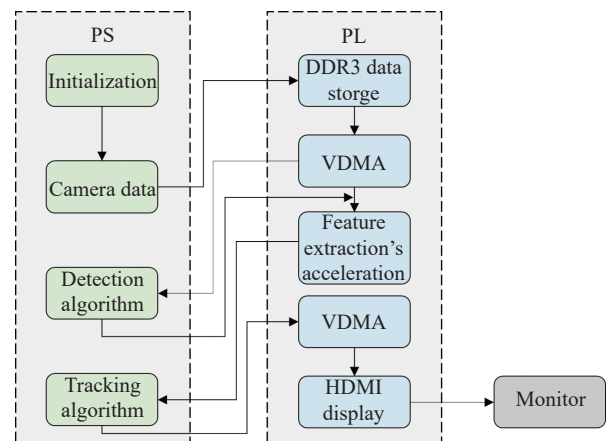 PS
Initialization
Camera data
Detection
algorithm
Tracking
algorithm
PL
DDR3 data
storge
VDMA
Feature
extraction's
acceleration
VDMA
HDMI
display
Monitor